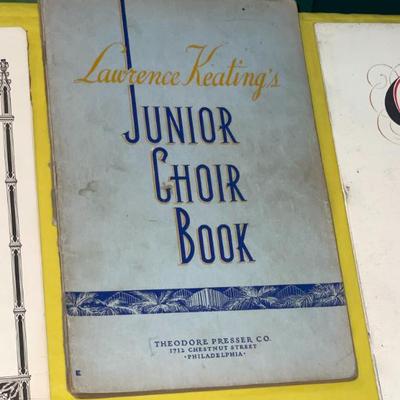 Lawrence Keating's
JUNIOR
CHOIR
BOOK
THEODORE PRESSER CO.
1712 CHESTNUT STREET
•PHILADELPHIA•
E